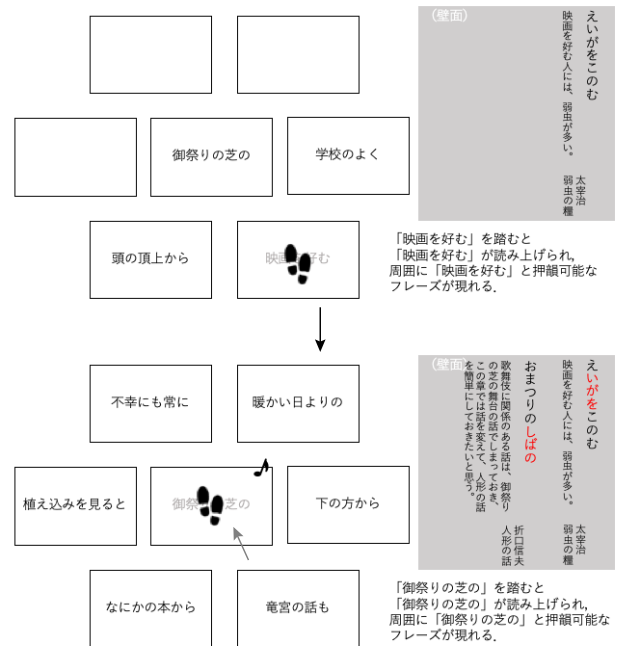 (壁面)
えいがをこのむ
映画を好む人には、弱虫が多い。
太宰治
弱虫の糧
御祭りの芝の
学校のよく
頭の頂上から
映画を好む
「映画を好む」を踏むと
「映画を好む」が読み上げられ,
周囲に「映画を好む」と押韻可能な
フレーズが現れる.
(壁面)
えいがをこのむ
映画を好む人には、弱虫が多い。
太宰治
弱虫の糧
おまつりのしばの
歌舞伎に関係のある話は、御祭り
の芝の舞台の話でしまっておき、
この章では話を変えて、人形の話
を簡単にしておきたいと思う。
折口信夫
人形の話
不幸にも常に
暖かい日よりの
植え込みを見ると
御祭りの芝の
下の方から
なにかの本から
竜宮の話も
「御祭りの芝の」を踏むと
「御祭りの芝の」が読み上げられ,
周囲に「御祭りの芝の」と押韻可能な
フレーズが現れる.